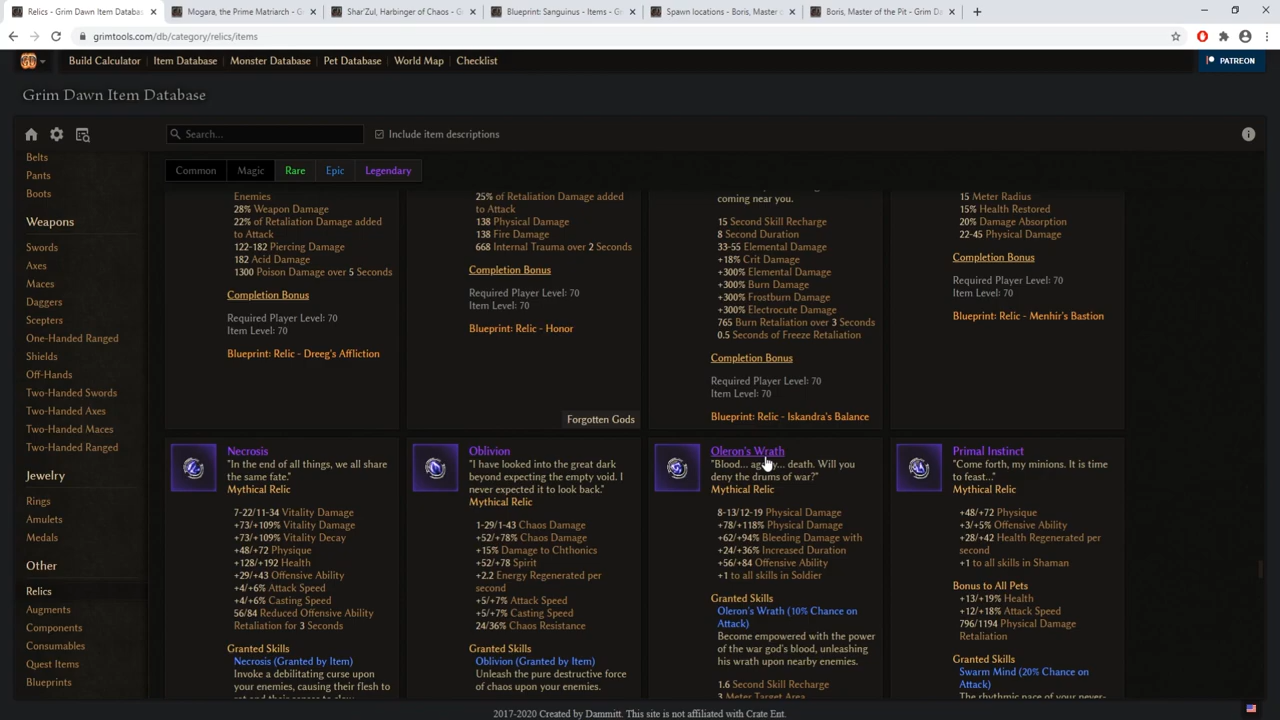 Relics - Grim Dawn Item Databas
Mogara, the Prime Matriarch - G
Shar'Zul, Harbinger of Chaos - G
Blueprint: Sanguinus - Items - G
Spawn locations - Boris, Master o
Boris, Master of the Pit - Grim Da
grimtools.com/db/category/relics/items
Build Calculator
Item Database
Monster Database
Pet Database
World Map
Checklist
PATREON
Grim Dawn Item Database
Search...
Include item descriptions
Common
Magic
Rare
Epic
Legendary
Belts
Pants
Boots
Weapons
Swords
Axes
Maces
Daggers
Scepters
One-Handed Ranged
Shields
Off-Hands
Two-Handed Swords
Two-Handed Axes
Two-Handed Maces
Two-Handed Ranged
Jewelry
Rings
Amulets
Medals
Other
Relics
Augments
Components
Consumables
Quest Items
Blueprints
Enemies
28% Weapon Damage
22% of Retaliation Damage added
to Attack
122-182 Piercing Damage
182 Acid Damage
1300 Poison Damage over 5 Seconds
Completion Bonus
Required Player Level: 70
Item Level: 70
Blueprint: Relic - Dreeg's Affliction
25% of Retaliation Damage added
to Attack
138 Physical Damage
138 Fire Damage
668 Internal Trauma over 2 Seconds
Completion Bonus
Required Player Level: 70
Item Level: 70
Blueprint: Relic - Honor
Forgotten Gods
coming near you.
15 Second Skill Recharge
8 Second Duration
33-55 Elemental Damage
+18% Crit Damage
+300% Elemental Damage
+300% Burn Damage
+300% Frostburn Damage
+300% Electrocute Damage
765 Burn Retaliation over 3 Seconds
0.5 Seconds of Freeze Retaliation
Completion Bonus
Required Player Level: 70
Item Level: 70
Blueprint: Relic - Iskandra's Balance
15 Meter Radius
15% Health Restored
20% Damage Absorption
22-45 Physical Damage
Completion Bonus
Required Player Level: 70
Item Level: 70
Blueprint: Relic - Menhir's Bastion
Necrosis
"In the end of all things, we all share
the same fate."
Mythical Relic
7-22/11-34 Vitality Damage
+73/+109% Vitality Damage
+73/+109% Vitality Decay
+48/+72 Physique
+128/+192 Health
+29/+43 Offensive Ability
+4/+6% Attack Speed
+4/+6% Casting Speed
56/84 Reduced Offensive Ability
Retaliation for 3 Seconds
Granted Skills
Necrosis (Granted by Item)
Invoke a debilitating curse upon
your enemies, causing their flesh to
Oblivion
"I have looked into the great dark
beyond expecting the empty void. I
never expected it to look back."
Mythical Relic
1-29/1-43 Chaos Damage
+52/+78% Chaos Damage
+15% Damage to Chthonics
+52/+78 Spirit
+2.2 Energy Regenerated per
second
+5/+7% Attack Speed
+5/+7% Casting Speed
24/36% Chaos Resistance
Granted Skills
Oblivion (Granted by Item)
Unleash the pure destructive force
of chaos upon your enemies.
Oleron's Wrath
"Blood... death. Will you
deny the drums of war?"
Mythical Relic
8-13/12-19 Physical Damage
+78/+118% Physical Damage
+62/+94% Bleeding Damage with
+24/+36% Increased Duration
+56/+84 Offensive Ability
+1 to all skills in Soldier
Granted Skills
Oleron's Wrath (10% Chance on
Attack)
Become empowered with the power
of the war god's blood, unleashing
his wrath upon nearby enemies.
1.6 Second Skill Recharge
3 Meter Target Area
Primal Instinct
"Come forth, my minions. It is time
to feast..."
Mythical Relic
+48/+72 Physique
+3/+5% Offensive Ability
+28/+42 Health Regenerated per
second
+1 to all skills in Shaman
Bonus to All Pets
+13/+19% Health
+12/+18% Attack Speed
796/1194 Physical Damage
Retaliation
Granted Skills
Swarm Mind (20% Chance on
Attack)
The rhythmic pace of your never-
2017-2020 Created by Dammitt. This site is not affiliated with Crate Ent.